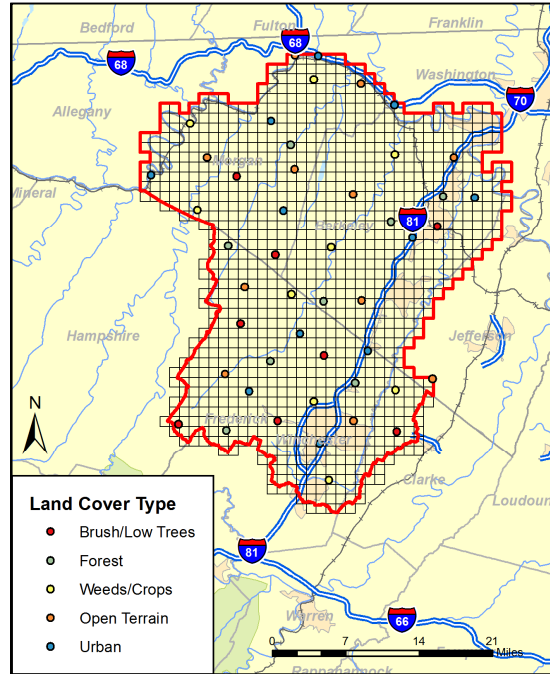 Bedford
Fulton
Franklin
68
68
Washington
70
Allegany
Morgan
Mineral
81
Berkeley
Hampshire
Jefferson
N
Frederick
Winchester
Clarke
Loudoun
Land Cover Type
Brush/Low Trees
Forest
Weeds/Crops
Open Terrain
Urban
81
Warren
66
0 7 14 21
Miles
Rappahannock